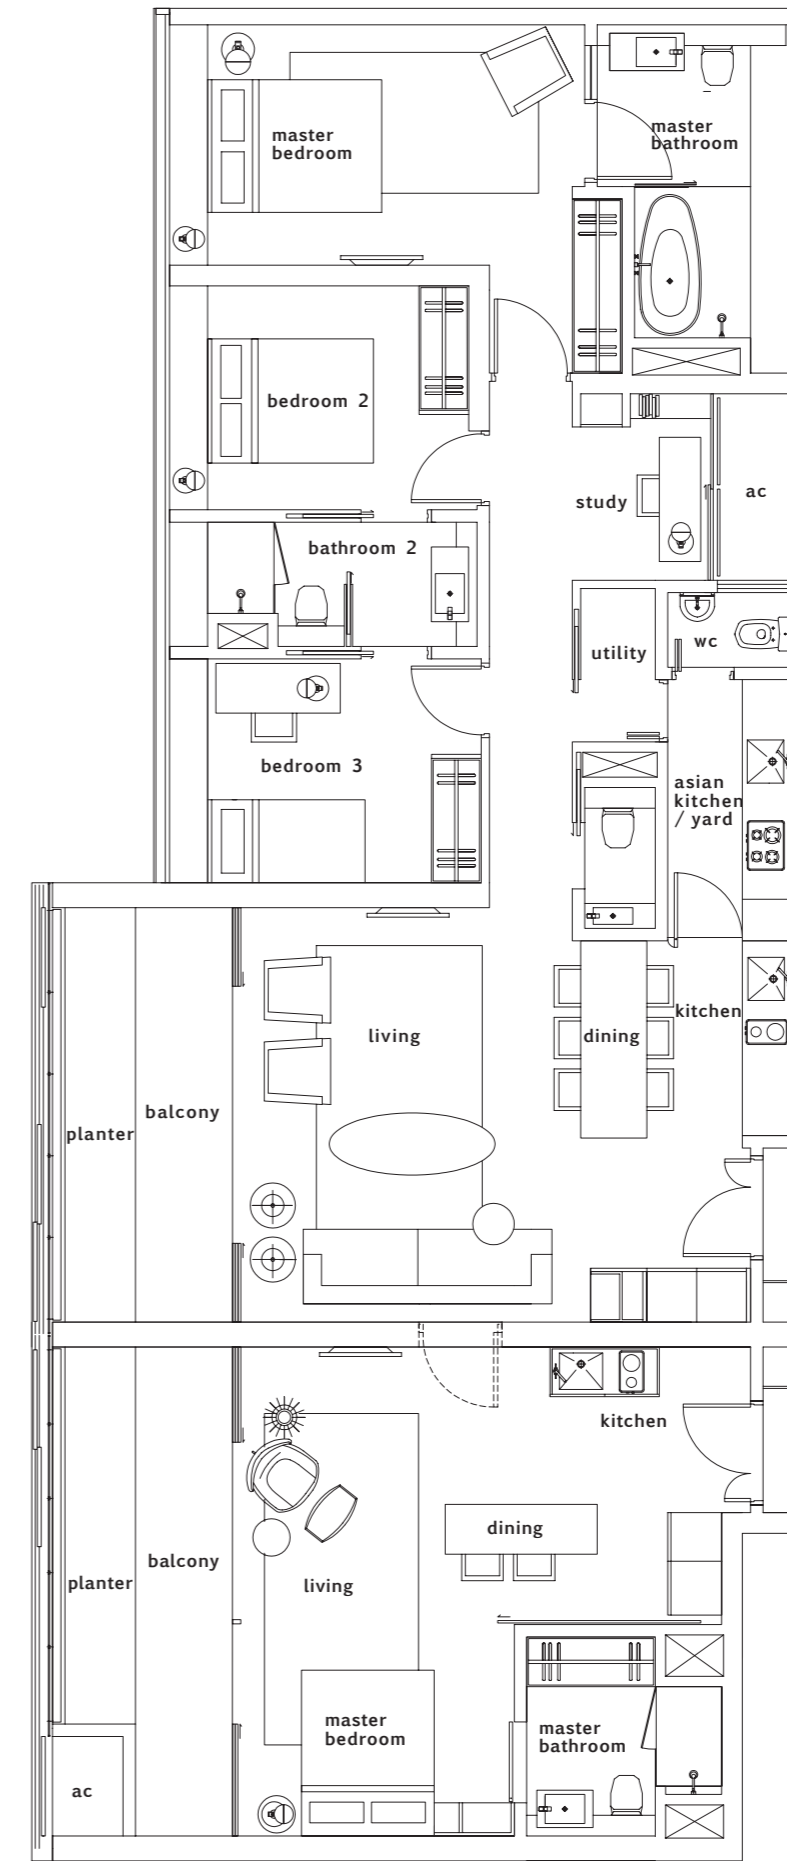 master
bedroom
master
bathroom
bedroom 2
study
ac
bathroom 2
utility
wc
bedroom 3
asian
kitchen
/ yard
living
dining
kitchen
balcony
planter
kitchen
dining
balcony
planter
living
master
bedroom
master
bathroom
ac